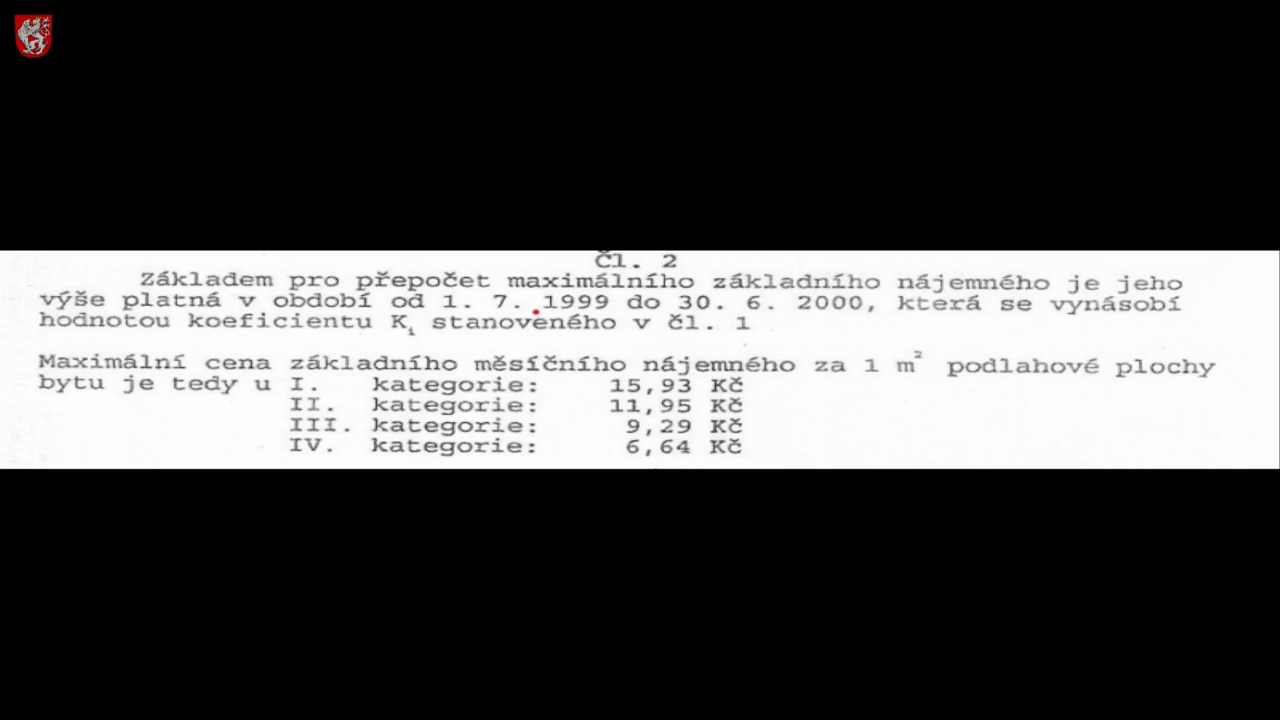 Čl. 2
Základem pro přepočet maximálního základního nájemného je jeho
výše platná v období od 1. 7. 1999 do 30. 6. 2000, která se vynásobí
hodnotou koeficientu Ki stanoveného v čl. 1
Maximální cena základního měsíčního nájemného za 1 m² podlahové plochy
bytu je tedy u I. kategorie: 15,93 Kč
II. kategorie: 11,95 Kč
III. kategorie: 9,29 Kč
IV. kategorie: 6,64 Kč